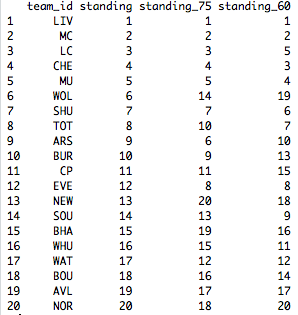 team_id standing standing_75 standing_60
1 LIV 1 1 1
2 MC 2 2 2
3 LC 3 3 5
4 CHE 4 4 3
5 MU 5 5 4
6 WOL 6 14 19
7 SHU 7 7 6
8 TOT 8 10 7
9 ARS 9 6 10
10 BUR 10 9 13
11 CP 11 11 15
12 EVE 12 8 8
13 NEW 13 20 18
14 SOU 14 13 9
15 BHA 15 19 16
16 WHU 16 15 11
17 WAT 17 12 12
18 BOU 18 16 14
19 AVL 19 17 17
20 NOR 20 18 20